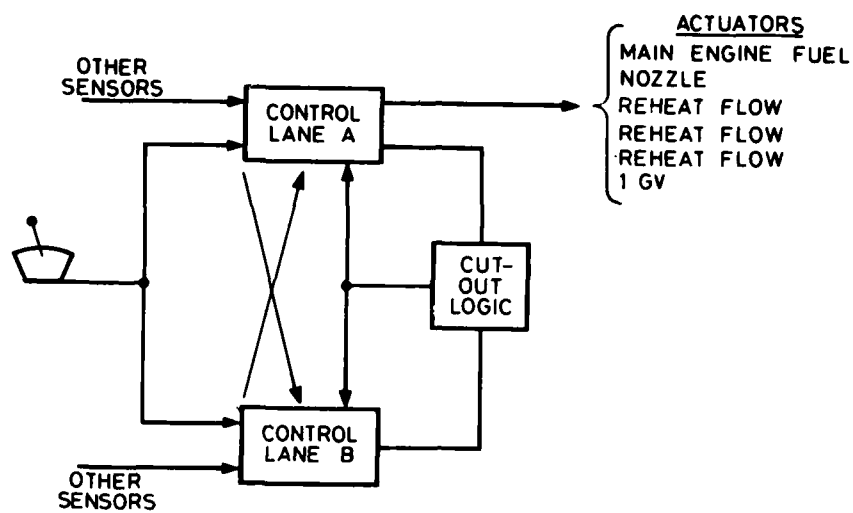 ACTUATORS
MAIN ENGINE FUEL
NOZZLE
REHEAT FLOW
REHEAT FLOW
REHEAT FLOW
1 GV
OTHER
SENSORS
CONTROL
LANE A
CUT-
OUT
LOGIC
CONTROL
LANE B
OTHER
SENSORS